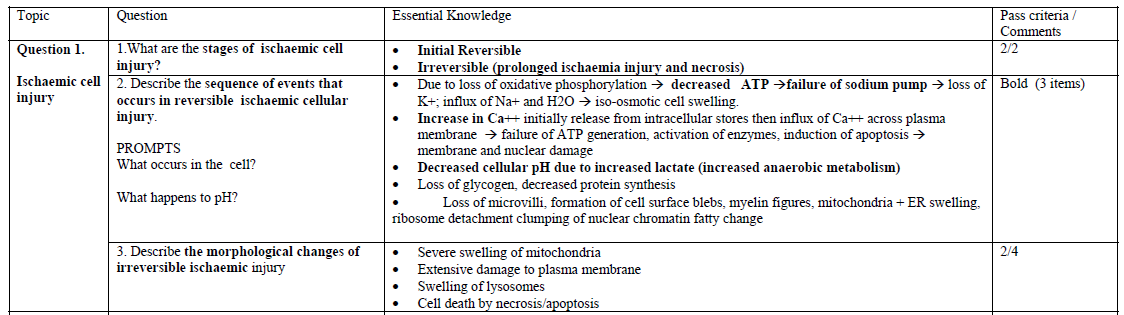 Topic
Question
Essential Knowledge
Pass criteria /
Comments
Question 1.
Ischaemic cell
injury
1.What are the stages of ischaemic cell
injury?
• Initial Reversible
• Irreversible (prolonged ischaemia injury and necrosis)
2/2
2. Describe the sequence of events that
occurs in reversible ischaemic cellular
injury.
PROMPTS
What occurs in the cell?
What happens to pH?
• Due to loss of oxidative phosphorylation → decreased ATP →failure of sodium pump → loss of
K+; influx of Na+ and H2O → iso-osmotic cell swelling.
• Increase in Ca++ initially release from intracellular stores then influx of Ca++ across plasma
membrane → failure of ATP generation, activation of enzymes, induction of apoptosis →
membrane and nuclear damage
• Decreased cellular pH due to increased lactate (increased anaerobic metabolism)
• Loss of glycogen, decreased protein synthesis
• Loss of microvilli, formation of cell surface blebs, myelin figures, mitochondria + ER swelling,
ribosome detachment clumping of nuclear chromatin fatty change
Bold (3 items)
3. Describe the morphological changes of
irreversible ischaemic injury
• Severe swelling of mitochondria
• Extensive damage to plasma membrane
• Swelling of lysosomes
• Cell death by necrosis/apoptosis
2/4